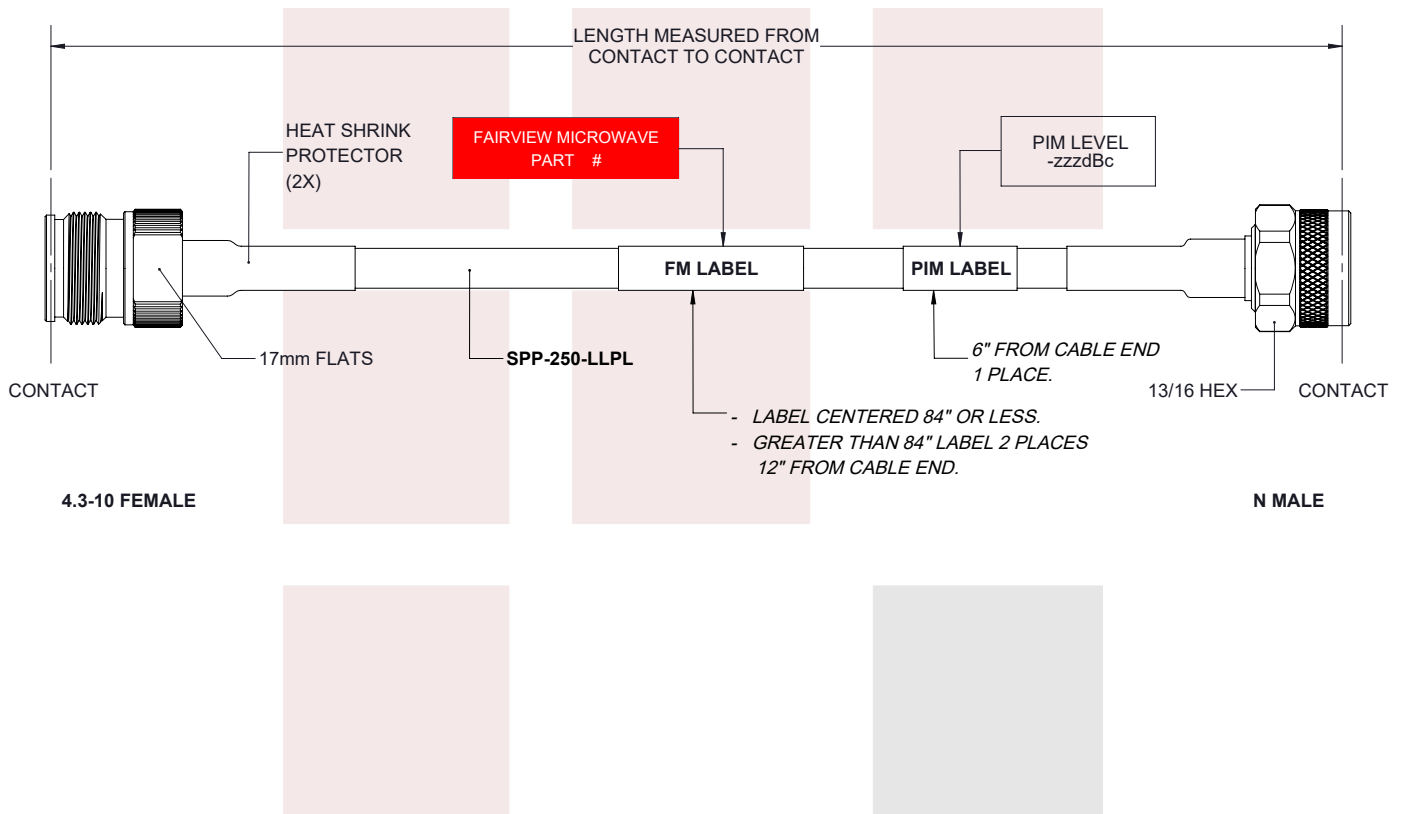 LENGTH MEASURED FROM
CONTACT TO CONTACT
HEAT SHRINK
PROTECTOR
(2X)
FAIRVIEW MICROWAVE
PART #
PIM LEVEL
-zzzdBc
FM LABEL
PIM LABEL
17mm FLATS
SPP-250-LLPL
6" FROM CABLE END
1 PLACE.
13/16 HEX
CONTACT
CONTACT
- LABEL CENTERED 84" OR LESS.
- GREATER THAN 84" LABEL 2 PLACES
12" FROM CABLE END.
4.3-10 FEMALE
N MALE